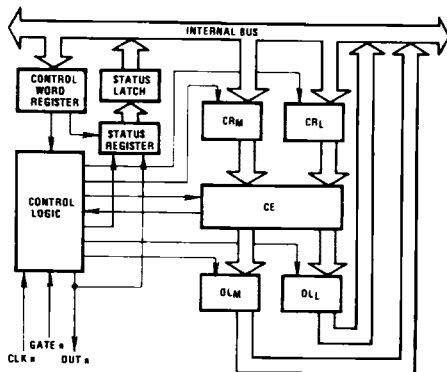 INTERNAL BUS
CONTROL
WORD
REGISTER
STATUS
LATCH
STATUS
REGISTER
CRM
CRL
CONTROL
LOGIC
CE
OLM
OLL
GATE n
CLK n
OUT n